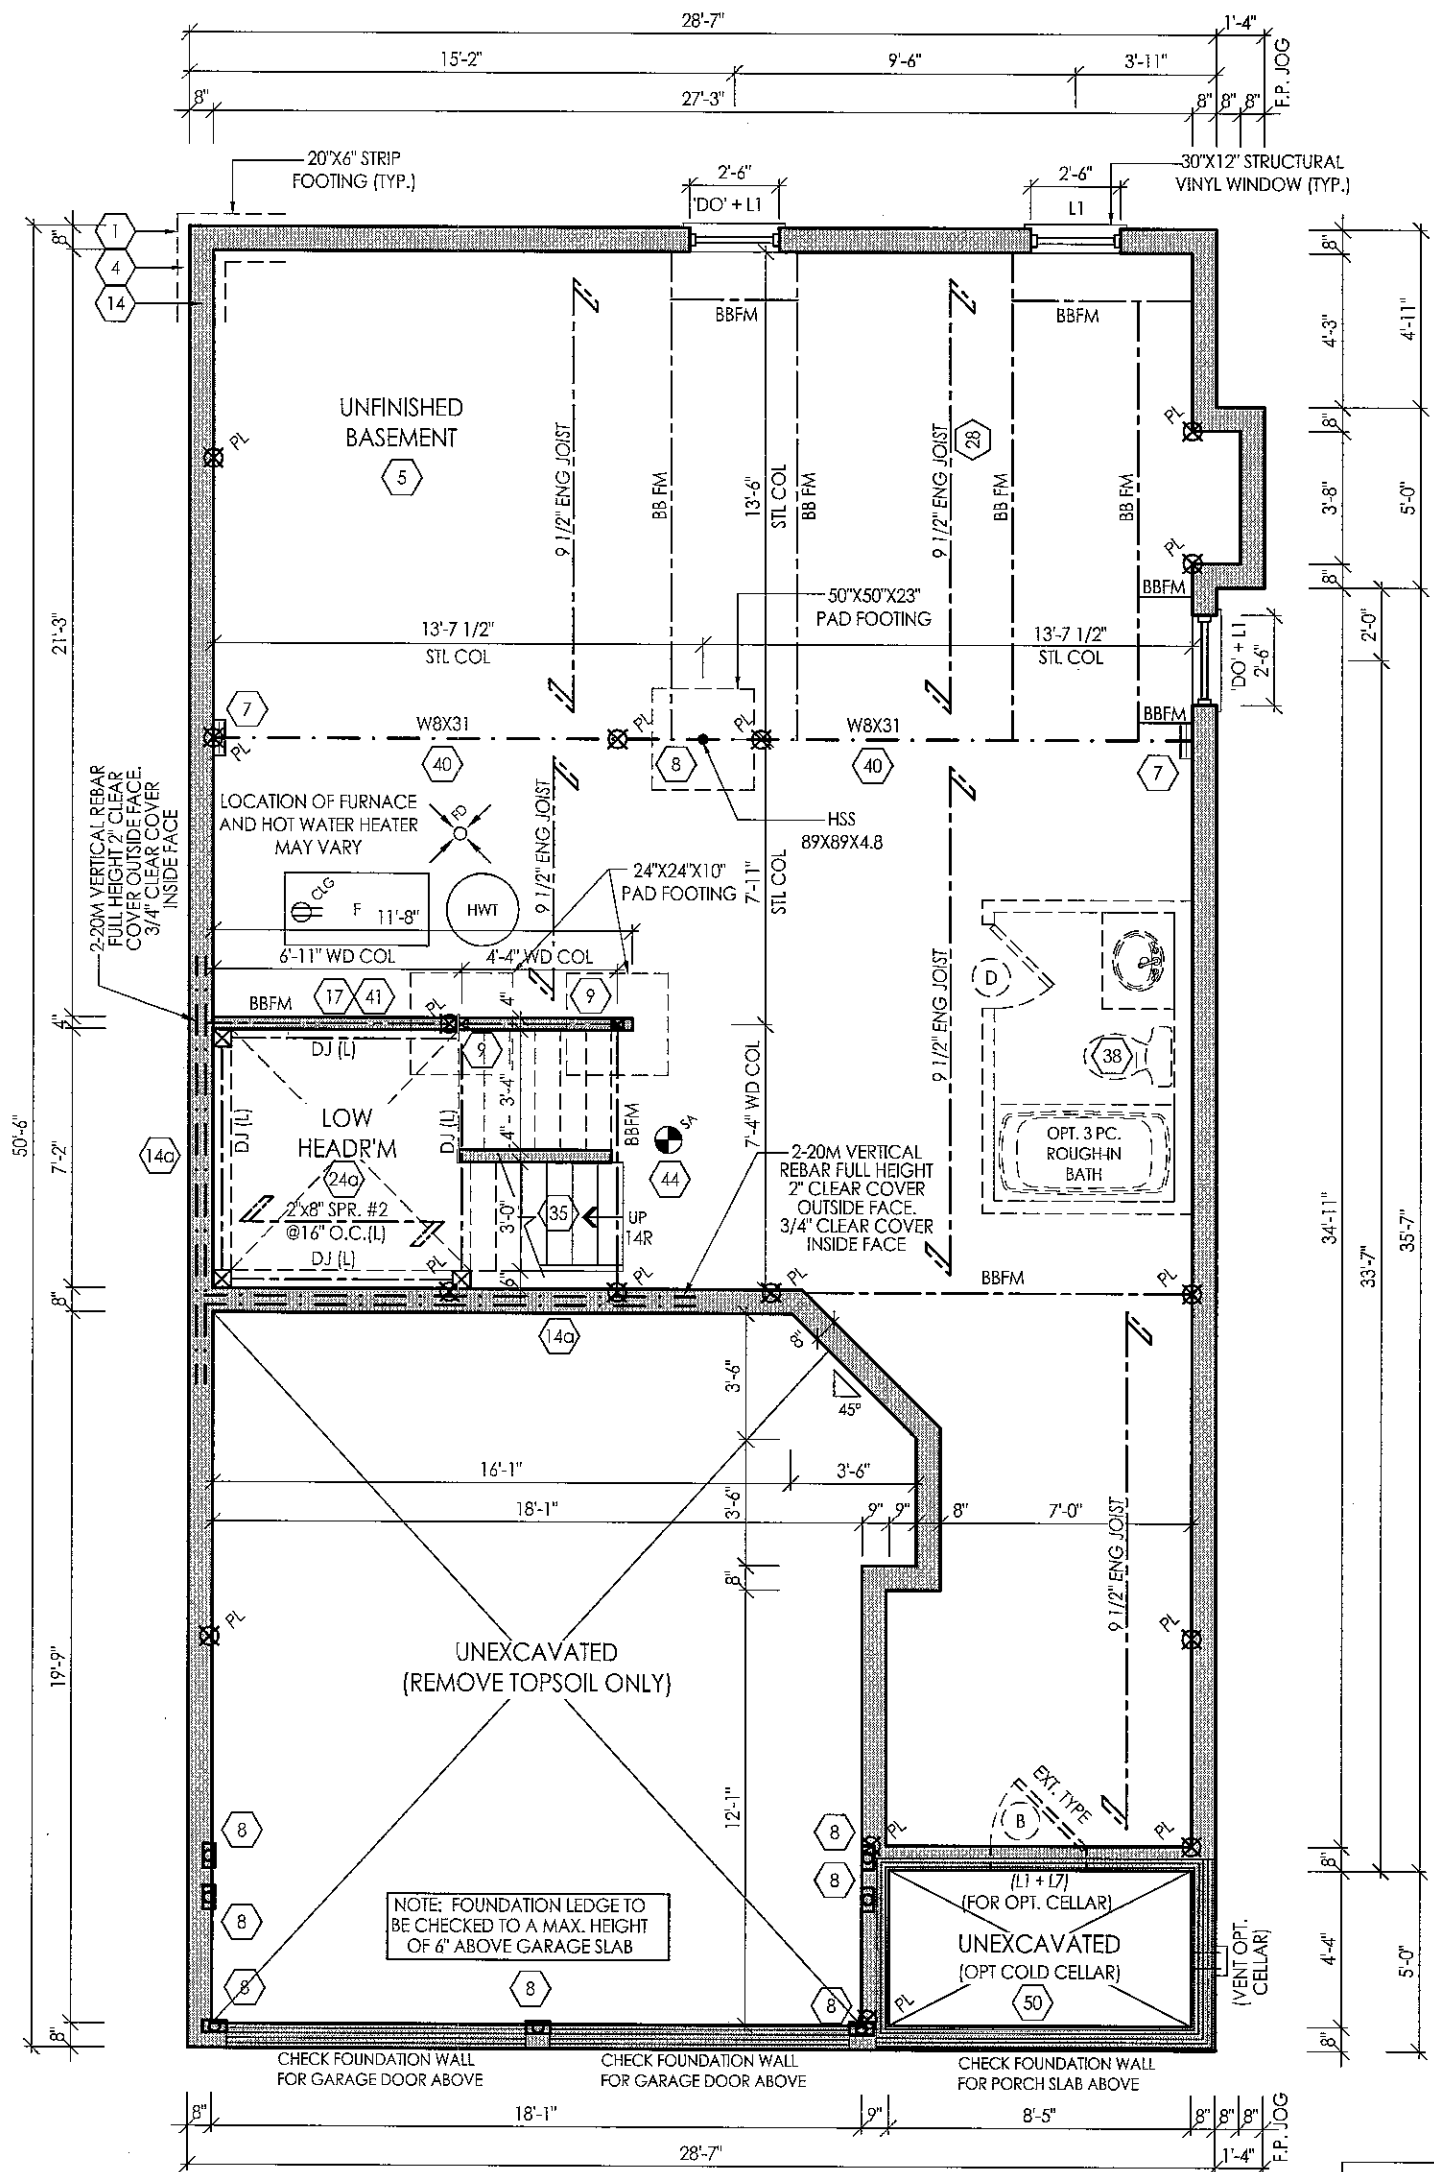 28'-7"
1'-4"
15'-2"
9'-6"
3'-11"
F.P. JOG
8"
27'-3"
8"
8"
8"
20"X6" STRIP
FOOTING (TYP.)
2'-6"
'DO' + L1
2'-6"
L1
30"X12" STRUCTURAL
VINYL WINDOW (TYP.)
1
4
14
8"
8"
BBFM
BBFM
4'-3"
4'-11"
UNFINISHED
BASEMENT
5
PL
9 1/2" ENG JOIST
BB FM
13'-6"
STL COL
BB FM
9 1/2" ENG JOIST
28
BB FM
BB FM
PL
8"
3'-8"
5'-0"
PL
8"
BBFM
50"X50"X23"
PAD FOOTING
13'-7 1/2"
STL COL
13'-7 1/2"
STL COL
'DO' + L1
2'-6"
2'-0"
21'-3"
7
PL
W8X31
40
PL
8
PL
W8X31
40
BBFM
7
2-20M VERTICAL REBAR
FULL HEIGHT 2" CLEAR
COVER OUTSIDE FACE.
3/4" CLEAR COVER
INSIDE FACE
LOCATION OF FURNACE
AND HOT WATER HEATER
MAY VARY
FD
9 1/2" ENG JOIST
HSS
89X89X4.8
24"X24"X10"
PAD FOOTING
7'-11"
STL COL
CLG
F
11'-8"
HWT
6'-11" WD COL
4'-4" WD COL
D
9 1/2" ENG JOIST
BBFM
17
41
PL
4"
9
4"
DJ (L)
9
38
50'-6"
7'-2"
14a
DJ (L)
LOW
HEADR'M
24a
DJ (L)
3'-4"
4"
BBFM
SA
44
7'-4" WD COL
2-20M VERTICAL
REBAR FULL HEIGHT
2" CLEAR COVER
OUTSIDE FACE.
3/4" CLEAR COVER
INSIDE FACE
OPT. 3 PC.
ROUGH-IN
BATH
2"x8" SPR. #2
@16" O.C.(L)
DJ (L)
3'-0"
35
UP
14R
34'-11"
33'-7"
35'-7"
PL
PL
BBFM
PL
8"
14a
8"
3'-6"
45°
16'-1"
3'-6"
3'-6"
18'-1"
9"
9"
8"
7'-0"
8"
9 1/2" ENG JOIST
PL
PL
UNEXCAVATED
(REMOVE TOPSOIL ONLY)
19'-9"
12'-1"
EXT. TYPE
B
8
8
PL
PL
8"
8
8
(L1 + L7)
(FOR OPT. CELLAR)
NOTE: FOUNDATION LEDGE TO
BE CHECKED TO A MAX. HEIGHT
OF 6" ABOVE GARAGE SLAB
UNEXCAVATED
(OPT COLD CELLAR)
50
PL
(VENT OPT.
CELLAR)
4'-4"
5'-0"
8
8
8
8"
8"
CHECK FOUNDATION WALL
FOR GARAGE DOOR ABOVE
CHECK FOUNDATION WALL
FOR GARAGE DOOR ABOVE
CHECK FOUNDATION WALL
FOR PORCH SLAB ABOVE
8"
18'-1"
9"
8'-5"
8"
8"
8"
F.P. JOG
28'-7"
1'-4"